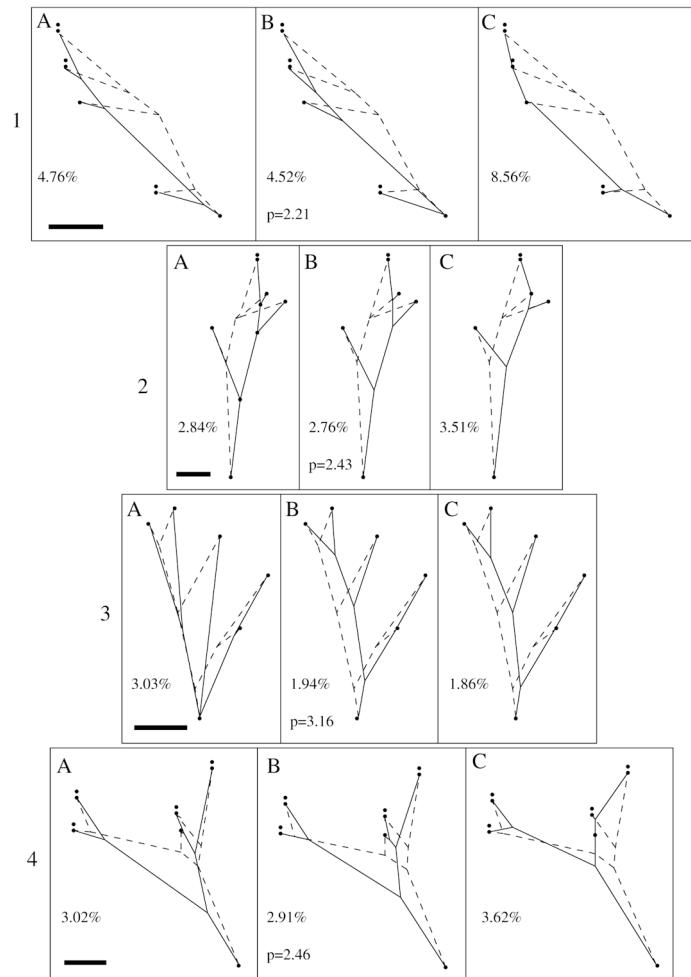 A
B
C
1
4.76%
4.52%
8.56%
p=2.21
A
B
C
2
2.84%
2.76%
3.51%
p=2.43
A
B
C
3
3.03%
1.94%
1.86%
p=3.16
A
B
C
4
3.02%
2.91%
3.62%
p=2.46